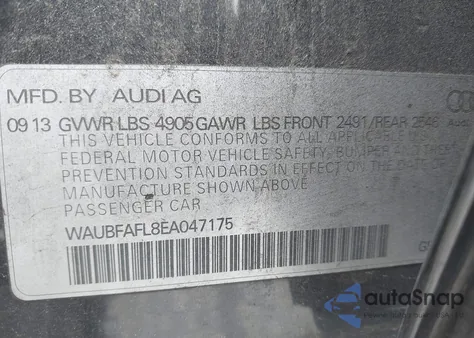 MFD. BY AUDI AG
09 13 GVWR LBS 4905 GAWR LBS FRONT 2491/REAR
THIS VEHICLE CONFORMS TO ALL
FEDERAL MOTOR VEHICLE SAFETY, BUMPER
PREVENTION STANDARDS IN EFFECT ON THE
MANUFACTURE SHOWN ABOVE.
PASSENGER CAR
WAUBFAFL8EA047175
autoSnap